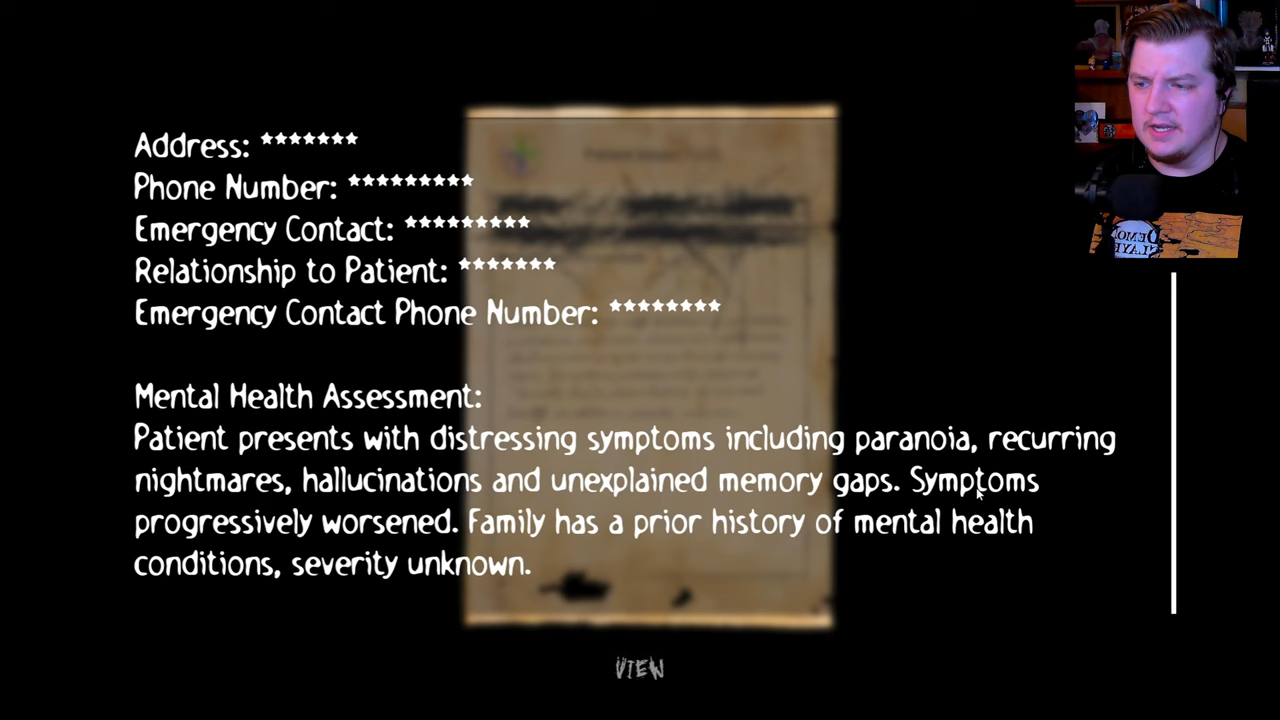 Address: *******
Phone Number: *********
Emergency Contact: *********
Relationship to Patient: *******
Emergency Contact Phone Number: ********
Mental Health Assessment:
Patient presents with distressing symptoms including paranoia, recurring
nightmares, hallucinations and unexplained memory gaps. Symptoms
progressively worsened. Family has a prior history of mental health
conditions, severity unknown.
VIEW